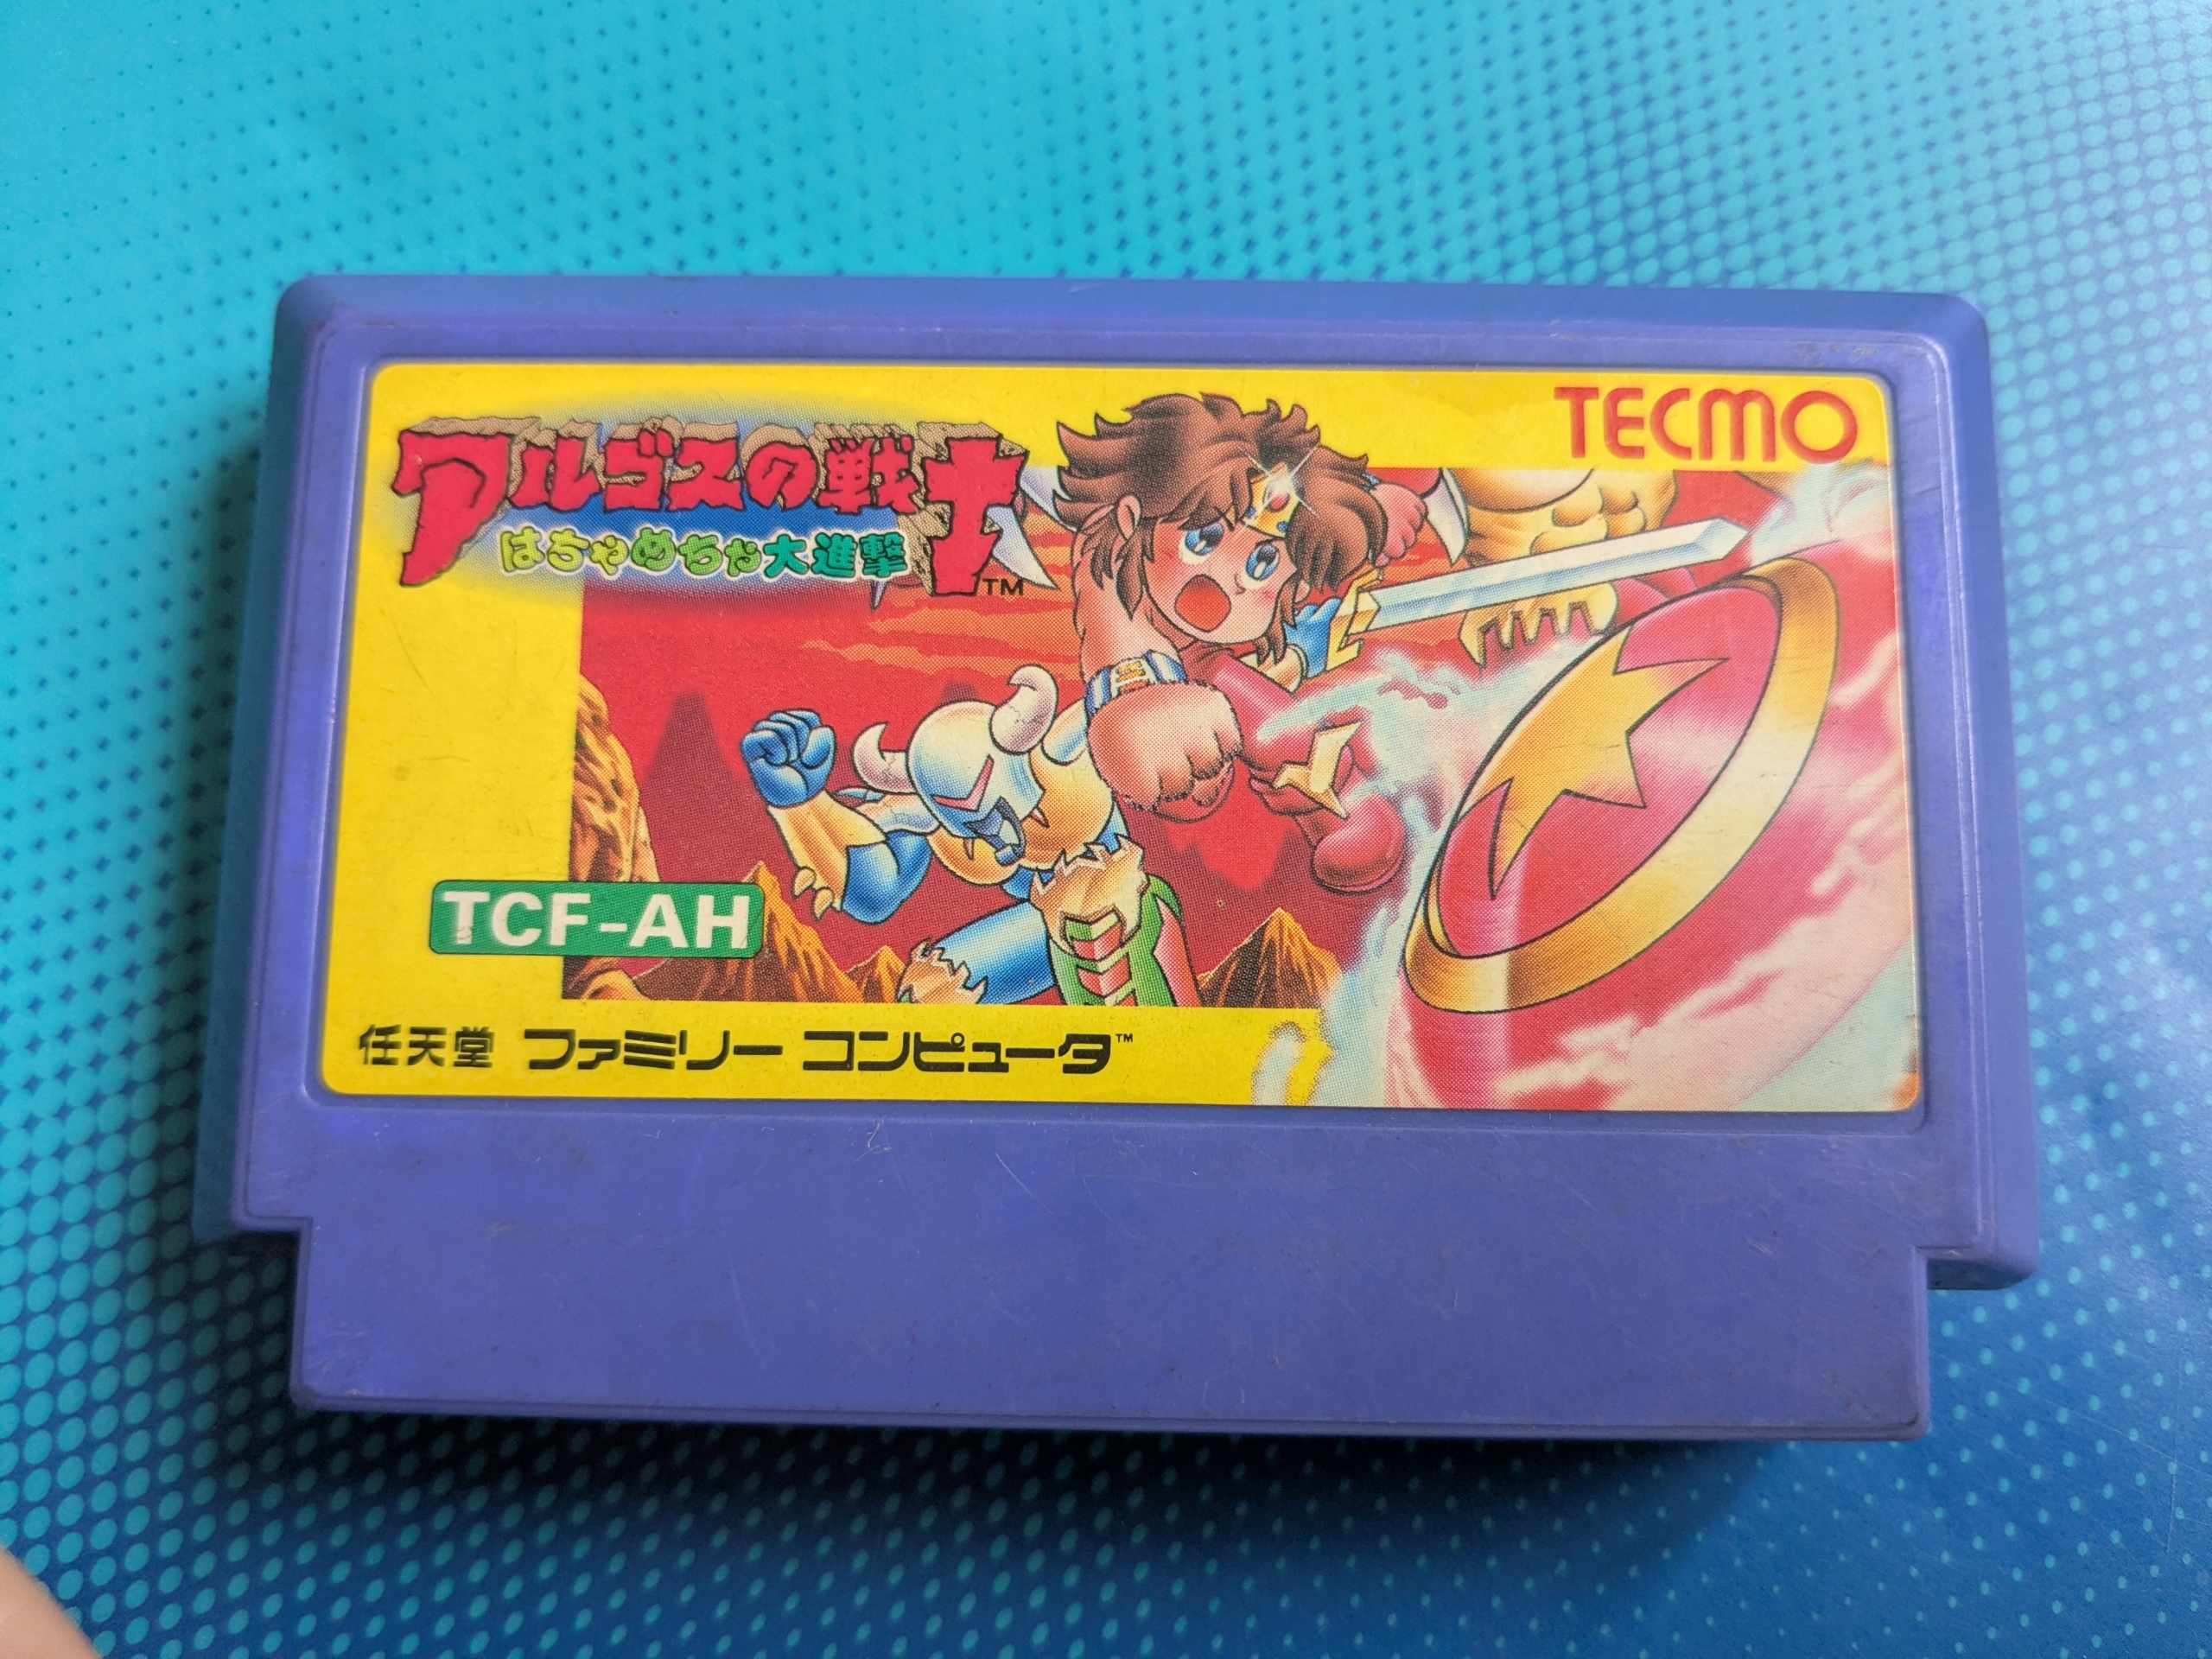 TECMO
アルゴスの戦士
はちゃめちゃ大進撃
TM
TCF-AH
任天堂 ファミリー コンピュータ™